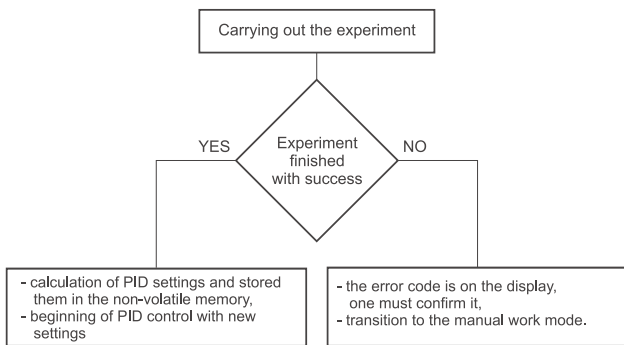 Carrying out the experiment
YES
Experiment
finished
with success
NO
- calculation of PID settings and stored
them in the non-volatile memory,
- beginning of PID control with new
settings
- the error code is on the display,
one must confirm it,
- transition to the manual work mode.